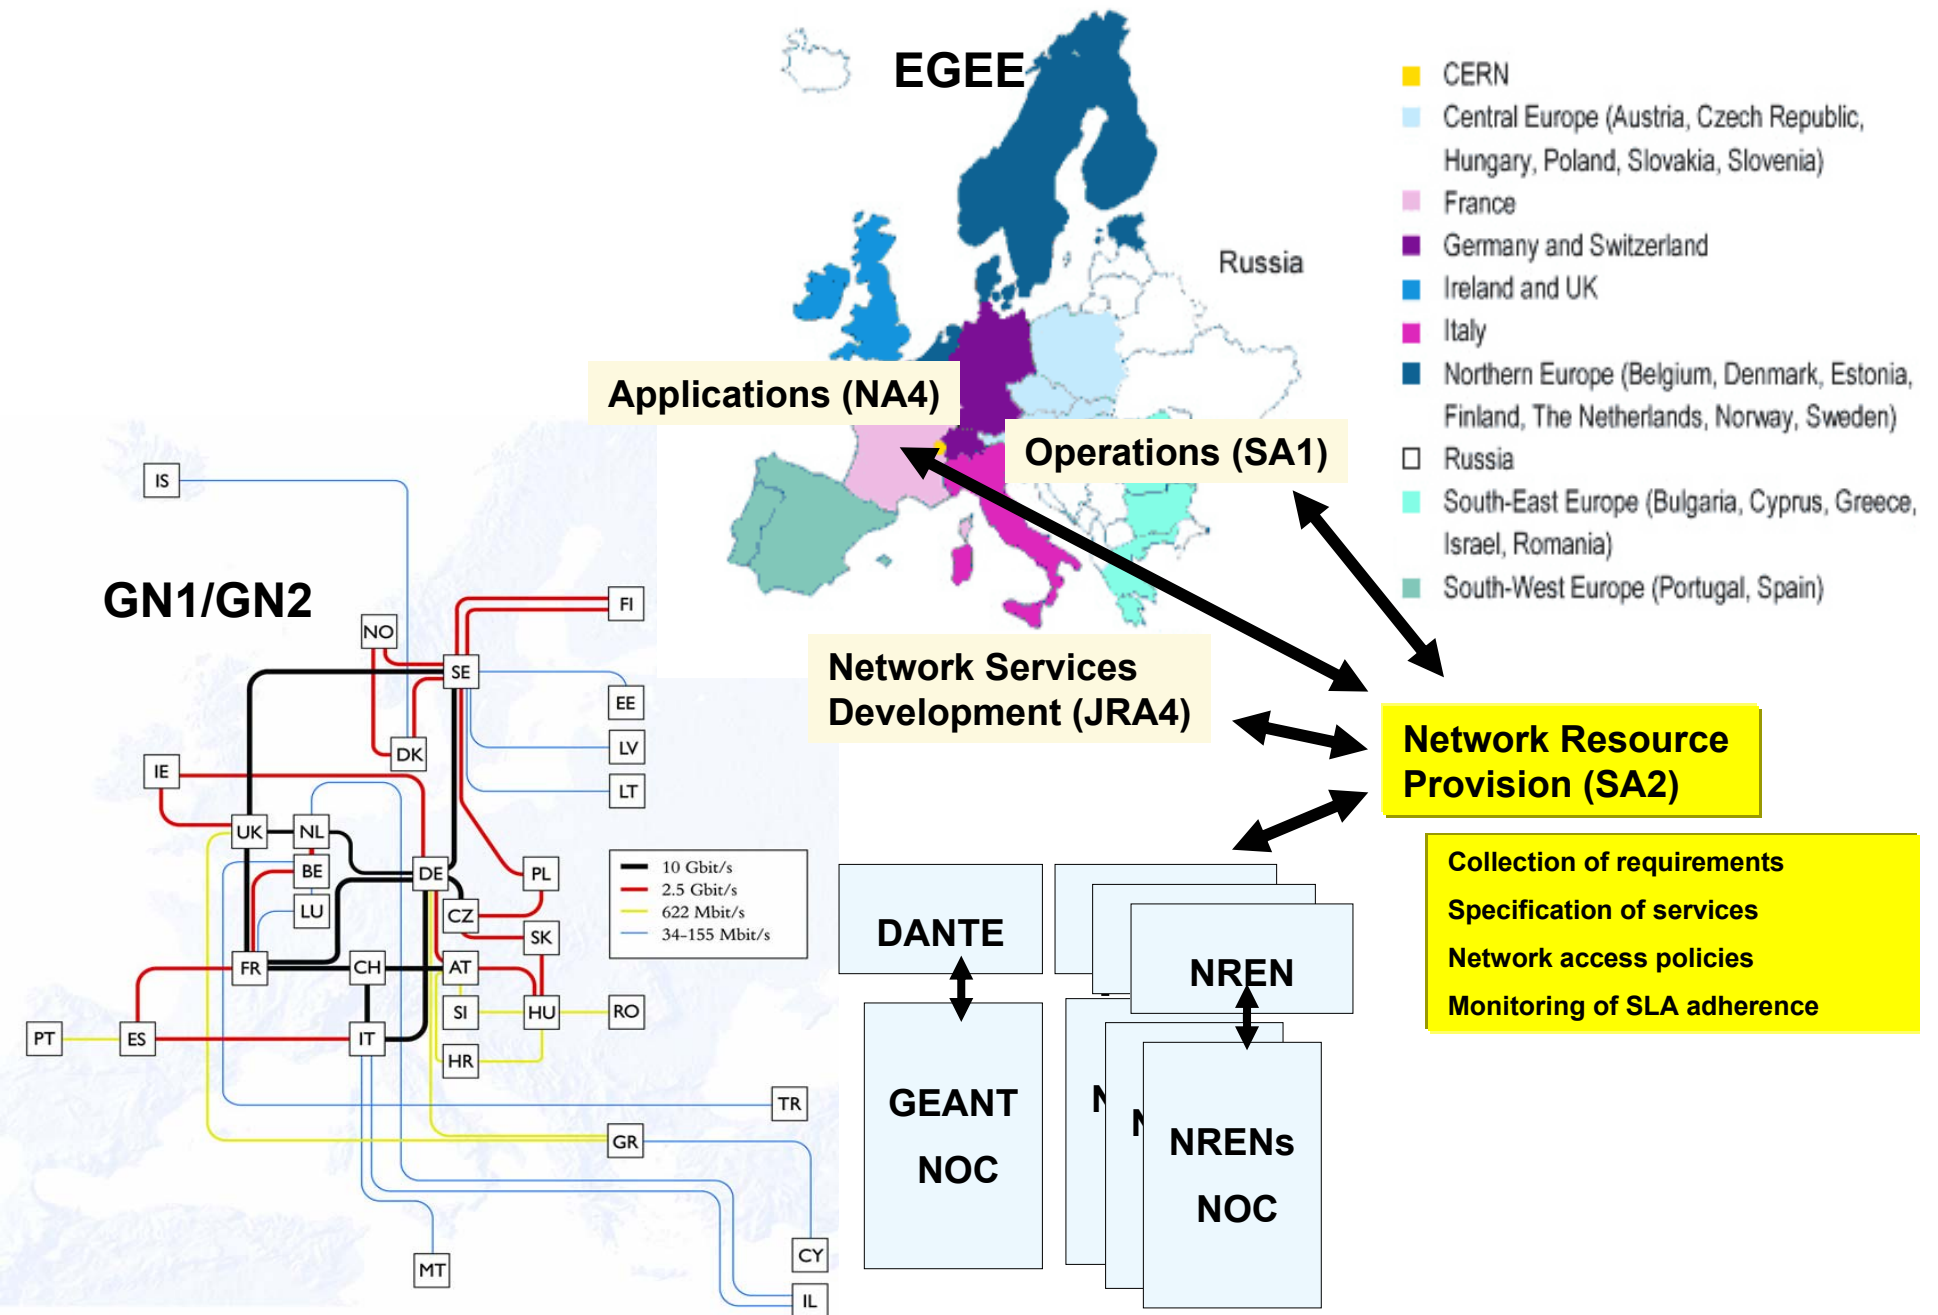 EGEE
CERN
Central Europe (Austria, Czech Republic,
Hungary, Poland, Slovakia, Slovenia)
France
Germany and Switzerland
Ireland and UK
Italy
Northern Europe (Belgium, Denmark, Estonia,
Finland, The Netherlands, Norway, Sweden)
Russia
South-East Europe (Bulgaria, Cyprus, Greece,
Israel, Romania)
South-West Europe (Portugal, Spain)
Russia
Applications (NA4)
Operations (SA1)
Network Services
Development (JRA4)
Network Resource
Provision (SA2)
Collection of requirements
Specification of services
Network access policies
Monitoring of SLA adherence
GN1/GN2
IS
FI
NO
SE
EE
DK
LV
IE
LT
UK
NL
BE
DE
PL
LU
CZ
SK
FR
CH
AT
SI
HU
RO
PT
ES
IT
HR
TR
GR
CY
MT
IL
10 Gbit/s
2.5 Gbit/s
622 Mbit/s
34-155 Mbit/s
DANTE
NREN
GEANT
NOC
N
N
NRENs
NOC